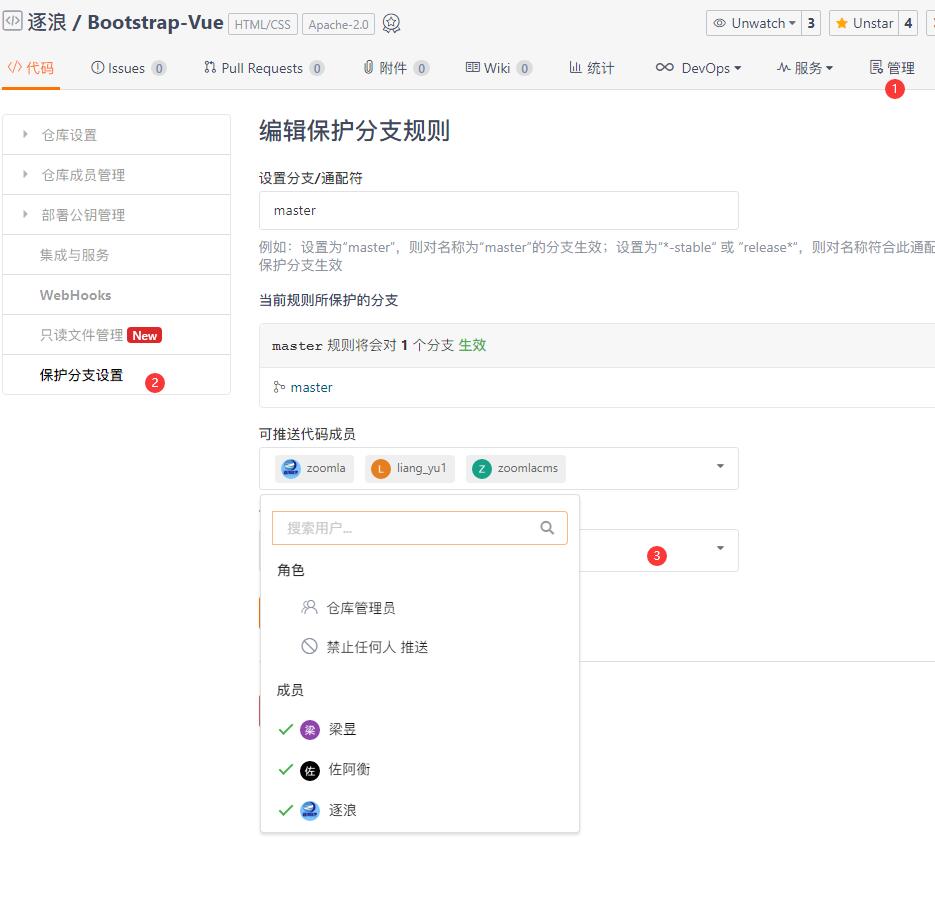 逐浪 / Bootstrap-Vue HTML/CSS Apache-2.0 Unwatch 3 Unstar 4
代码 Issues 0 Pull Requests 0 附件 0 Wiki 0 统计 DevOps 服务 管理
1
编辑保护分支规则
仓库设置
仓库成员管理
部署公钥管理
集成与服务
WebHooks
只读文件管理 New
保护分支设置 2
设置分支/通配符
master
例如：设置为“master”，则对名称为“master”的分支生效；设置为“*-stable” 或 “release*”，则对名称符合此通配
保护分支生效
当前规则所保护的分支
master 规则将会对 1 个分支 生效
master
可推送代码成员
zoomla L liang_yu1 Z zoomlacms
搜索用户...
3
角色
仓库管理员
禁止任何人 推送
成员
梁 梁昱
佐 佐阿衡
逐浪